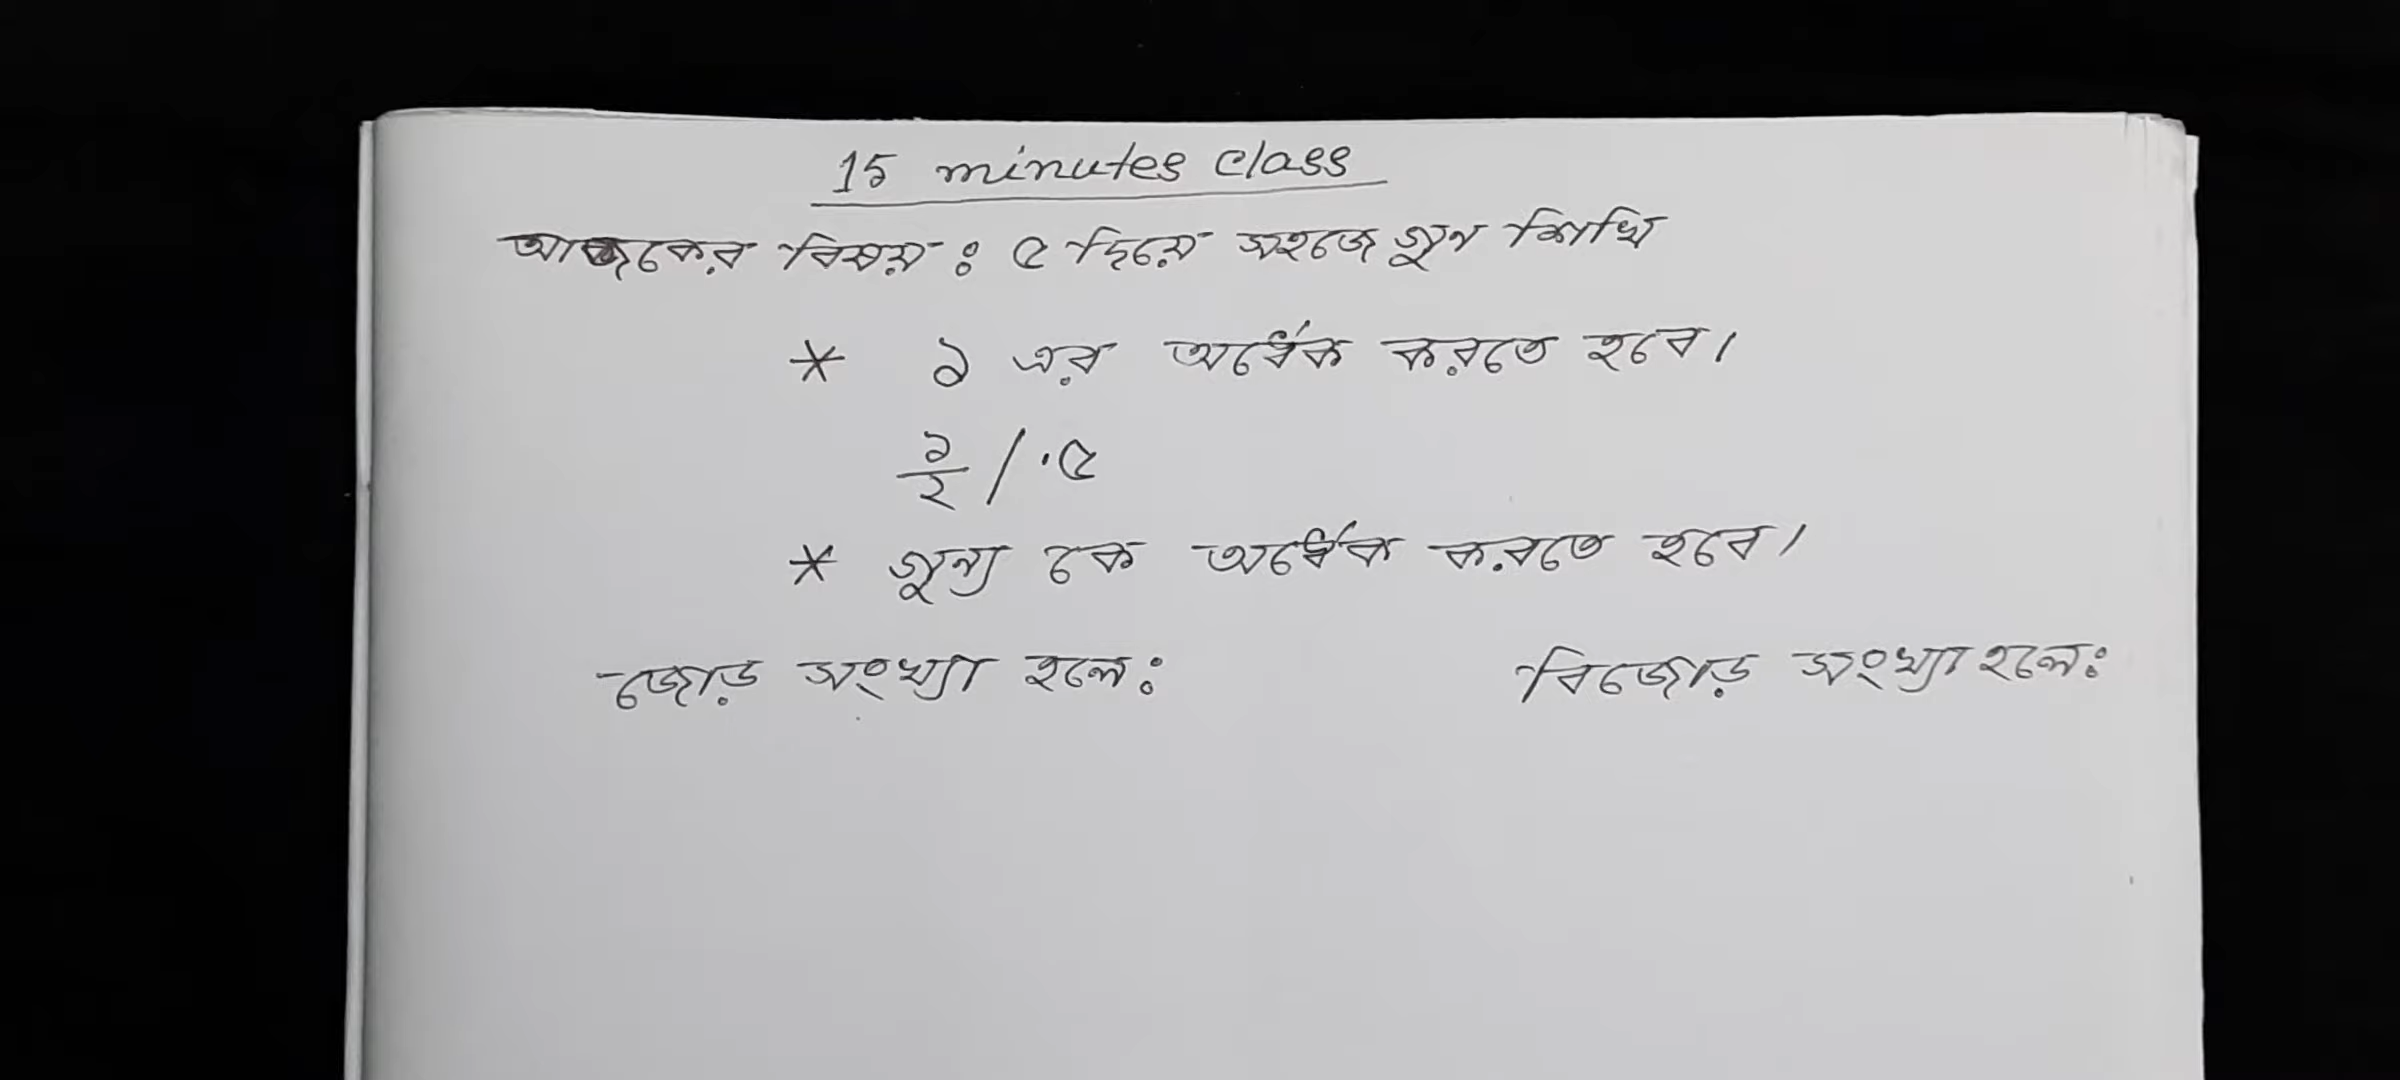 15 minutes class
আজকের বিষয় : ৫ দিয়ে সহজে গুন শিখি
* ১ এর অর্ধেক করতে হবে।
১/২ / .৫
* শুন্য কে অর্ধেক করতে হবে।
জোড় সংখ্যা হলে : বিজোড় সংখ্যা হলে :